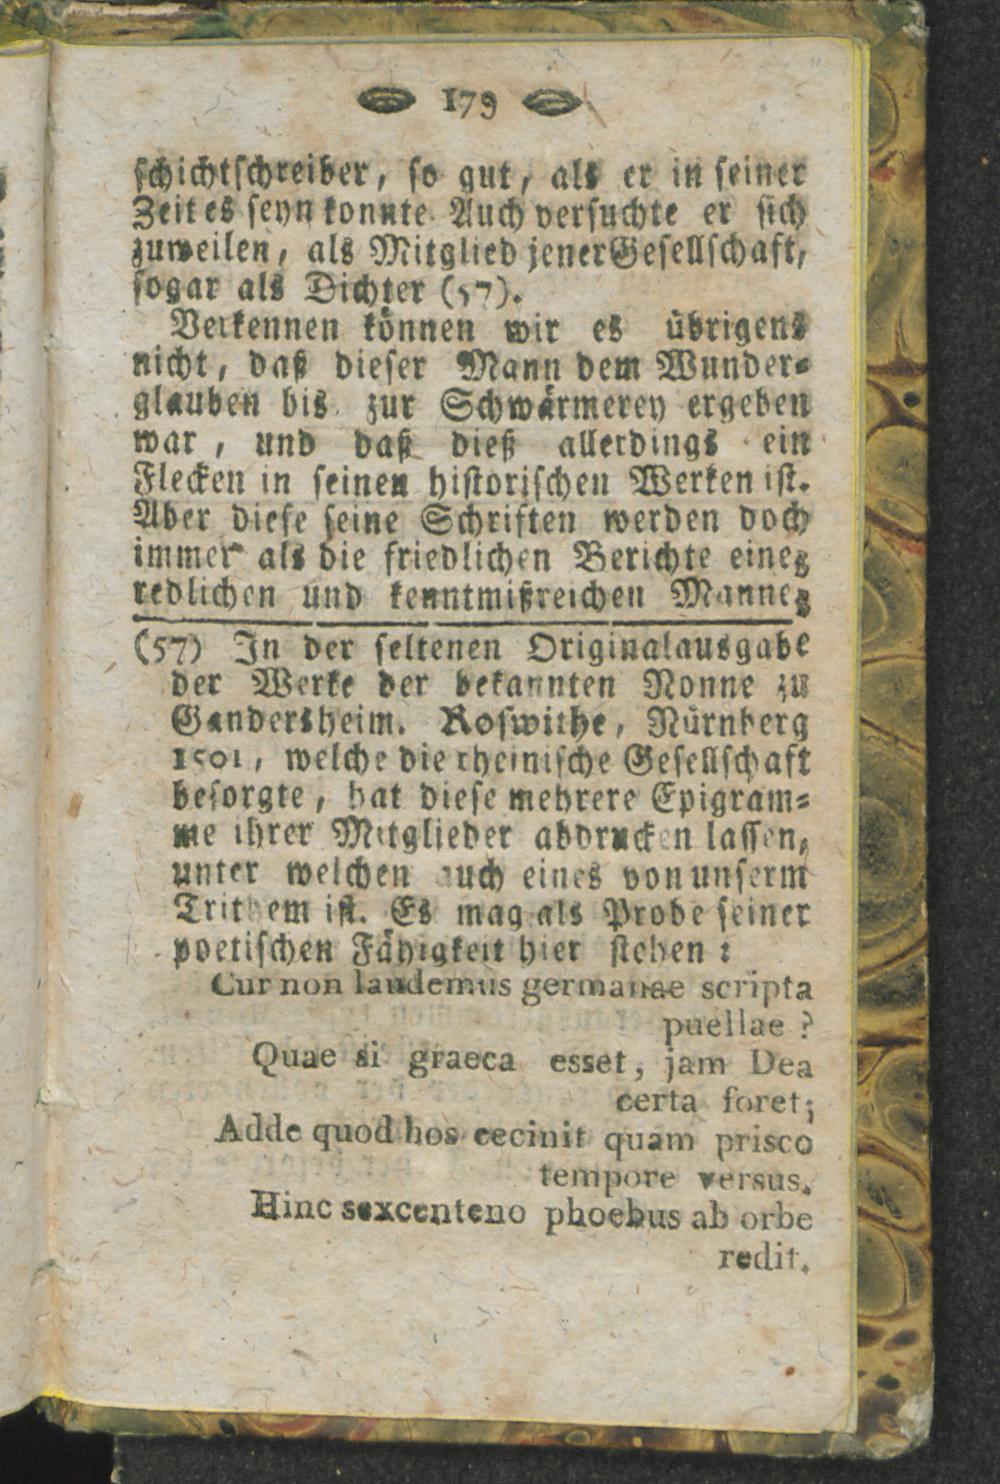 179
schichtschreiber, so gut, als er in seiner
Zeit es seyn konnte. Auch versuchte er sich
zuweilen, als Mitglied jener Gesellschaft,
sogar als Dichter (57).
Verkennen können wir es übrigens
nicht, daß dieser Mann dem Wunder-
glauben bis zur Schwärmerey ergeben
war, und daß dieß allerdings ein
Flecken in seinen historischen Werken ist.
Aber diese seine Schriften werden doch
immer als die friedlichen Berichte eines
redlichen und kenntmißreichen Mannes
(57) In der seltenen Originalausgabe
der Werke der bekannten Nonne zu
Gandersheim. Roswithe, Nürnberg
1501, welche die rheinische Gesellschaft
besorgte, hat diese mehrere Epigram-
me ihrer Mitglieder abdrucken lassen,
unter welchen auch eines von unserm
Trithem ist. Es mag als Probe seiner
poetischen Fähigkeit hier stehen:
Cur non laudemus germanae scripta
puellae?
Quae si graeca esset, jam Dea
certa foret;
Adde quod hos cecinit quam prisco
tempore versus.
Hinc sexcenteno phoebus ab orbe
redit.